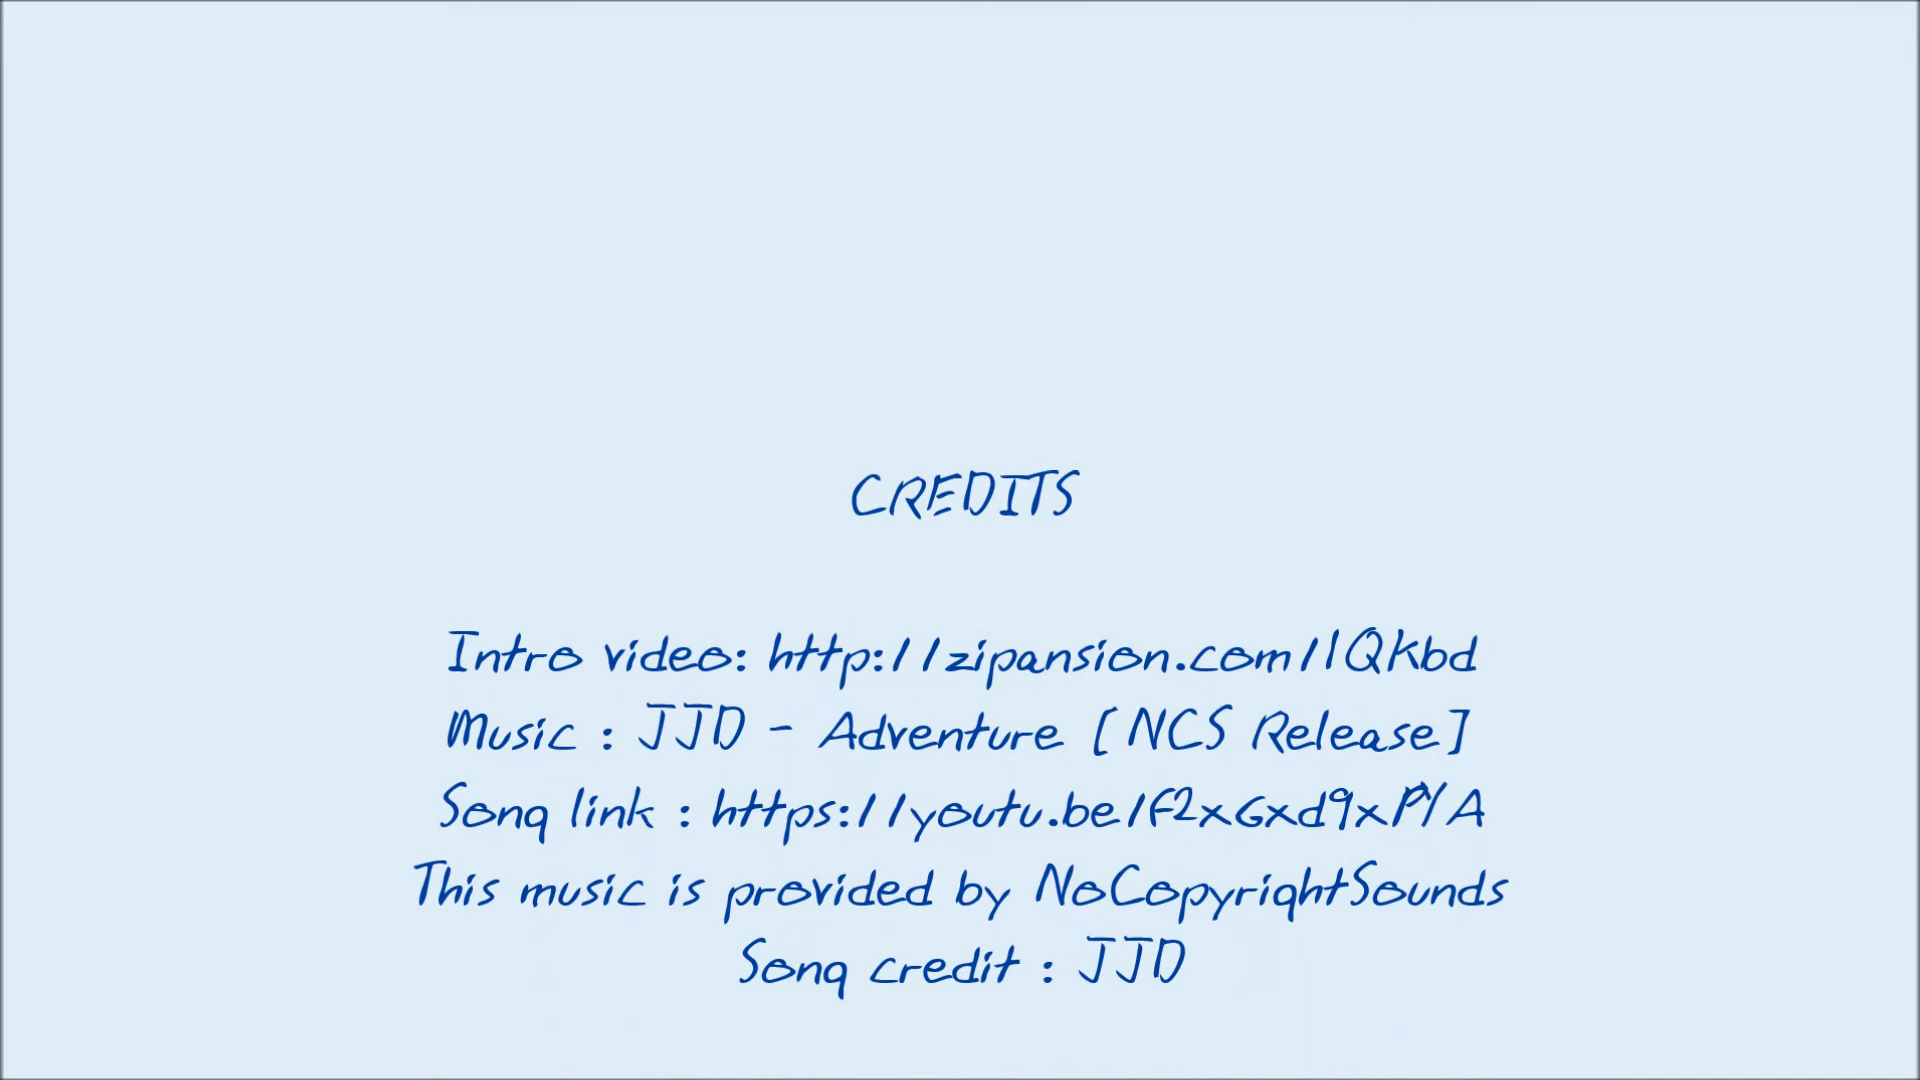 CREDITS
Intro video: http://zipansion.com/1QKbd
Music : JJD - Adventure [NCS Release]
Song link : https://youtu.be/f2xGxd9xPYA
This music is provided by NoCopyrightSounds
Song credit : JJD